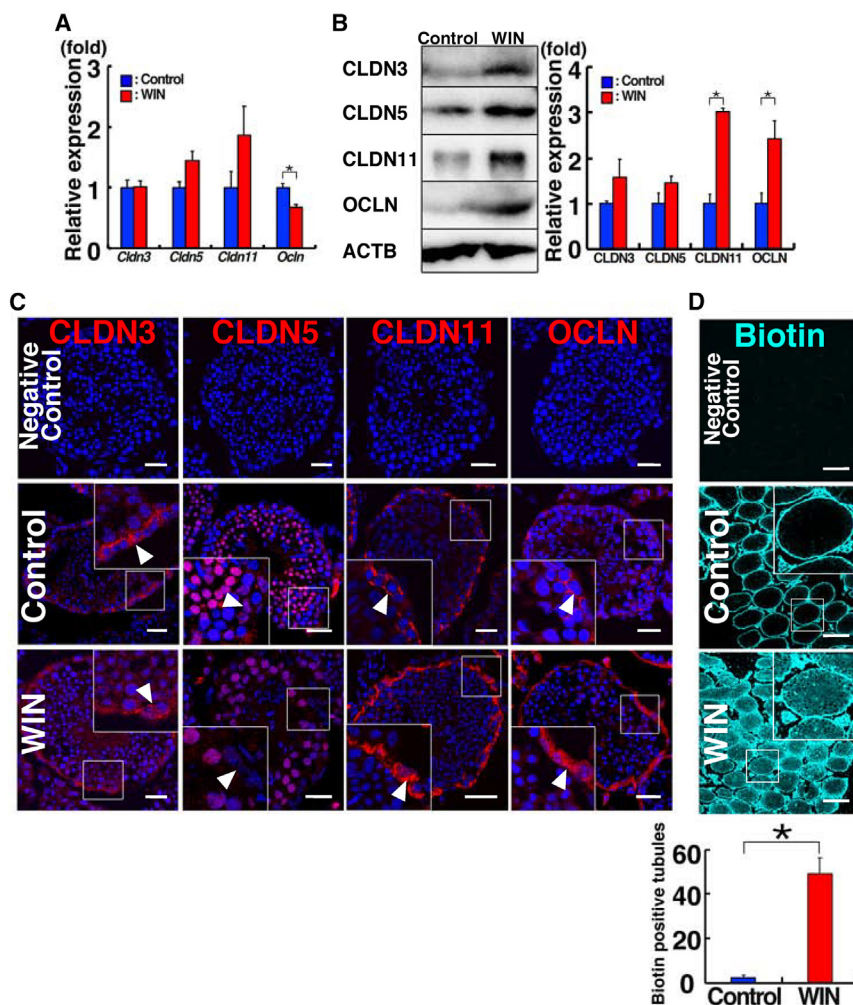 A
(fold)
Relative expression
3
2
1
0
: Control
: WIN
*
Cldn3 Cldn5 Cldn11 Ocln
B
Control WIN
CLDN3
CLDN5
CLDN11
OCLN
ACTB
(fold)
Relative expression
4
3
2
1
0
: Control
: WIN
* *
CLDN3 CLDN5 CLDN11 OCLN
C
CLDN3 CLDN5 CLDN11 OCLN
Negative
Control
Control
WIN
D
Biotin
Negative
Control
Control
WIN
Biotin positive tubules
60
40
20
0
*
Control WIN